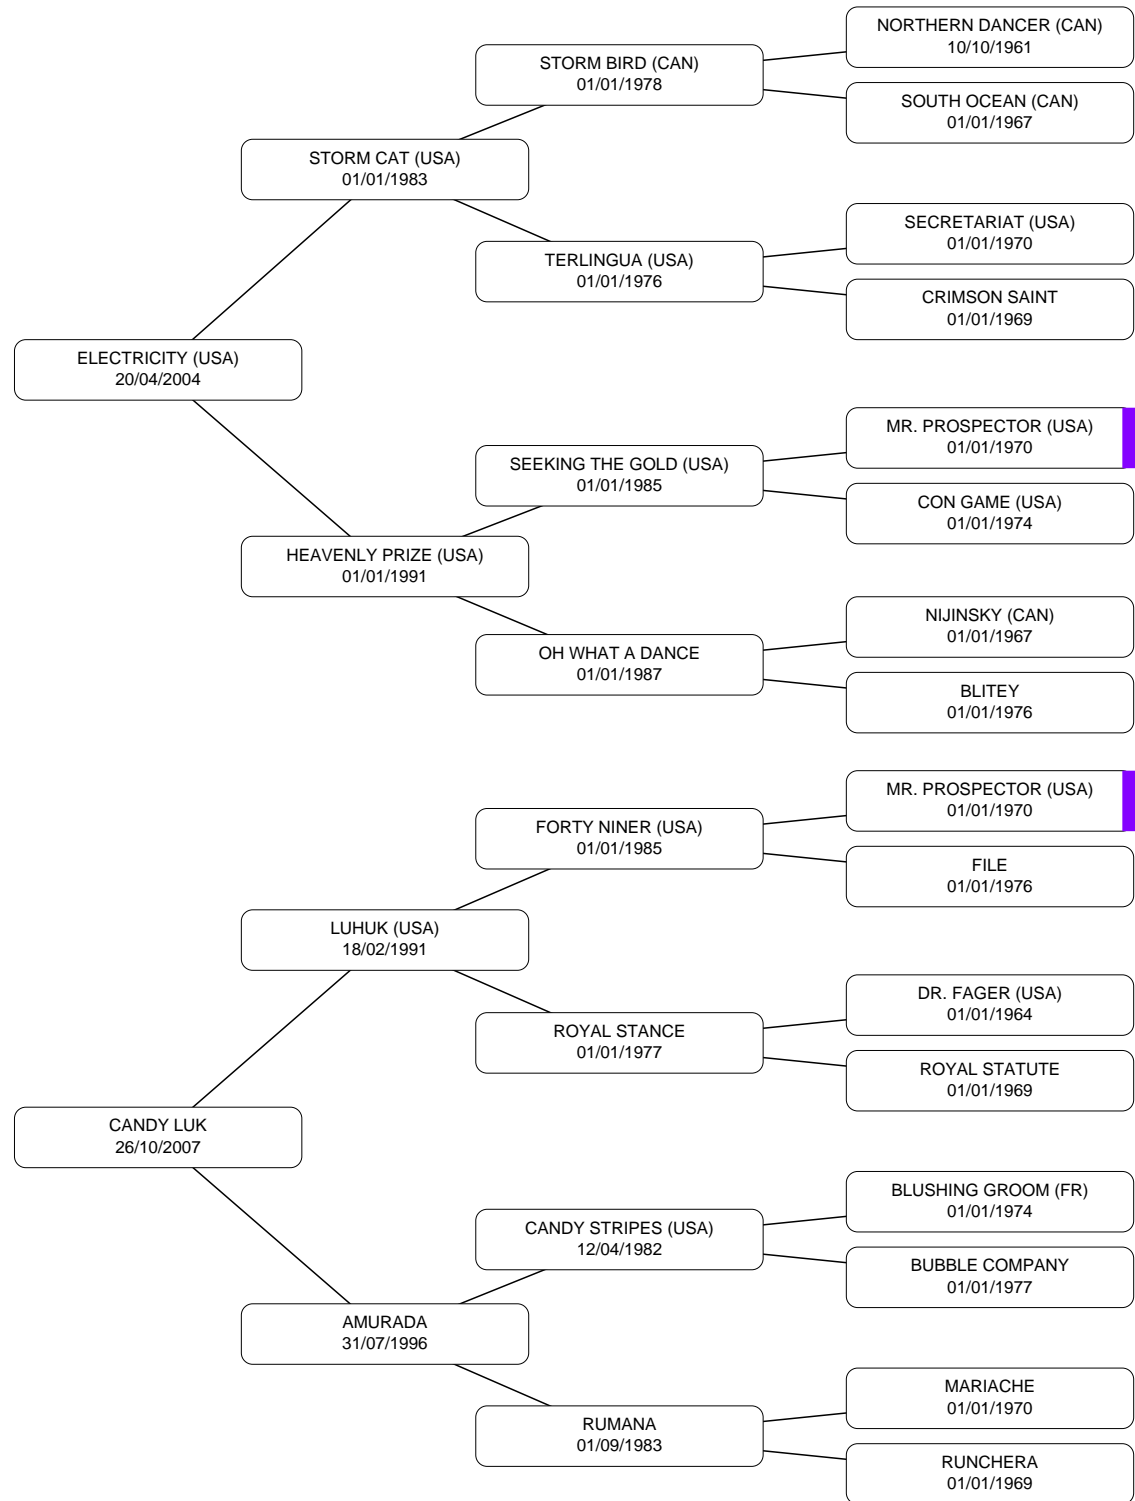 NORTHERN DANCER (CAN)
10/10/1961
STORM BIRD (CAN)
01/01/1978
SOUTH OCEAN (CAN)
01/01/1967
STORM CAT (USA)
01/01/1983
SECRETARIAT (USA)
01/01/1970
TERLINGUA (USA)
01/01/1976
CRIMSON SAINT
01/01/1969
ELECTRICITY (USA)
20/04/2004
MR. PROSPECTOR (USA)
01/01/1970
SEEKING THE GOLD (USA)
01/01/1985
CON GAME (USA)
01/01/1974
HEAVENLY PRIZE (USA)
01/01/1991
NIJINSKY (CAN)
01/01/1967
OH WHAT A DANCE
01/01/1987
BLITEY
01/01/1976
MR. PROSPECTOR (USA)
01/01/1970
FORTY NINER (USA)
01/01/1985
FILE
01/01/1976
LUHUK (USA)
18/02/1991
DR. FAGER (USA)
01/01/1964
ROYAL STANCE
01/01/1977
ROYAL STATUTE
01/01/1969
CANDY LUK
26/10/2007
BLUSHING GROOM (FR)
01/01/1974
CANDY STRIPES (USA)
12/04/1982
BUBBLE COMPANY
01/01/1977
AMURADA
31/07/1996
MARIACHE
01/01/1970
RUMANA
01/09/1983
RUNCHERA
01/01/1969